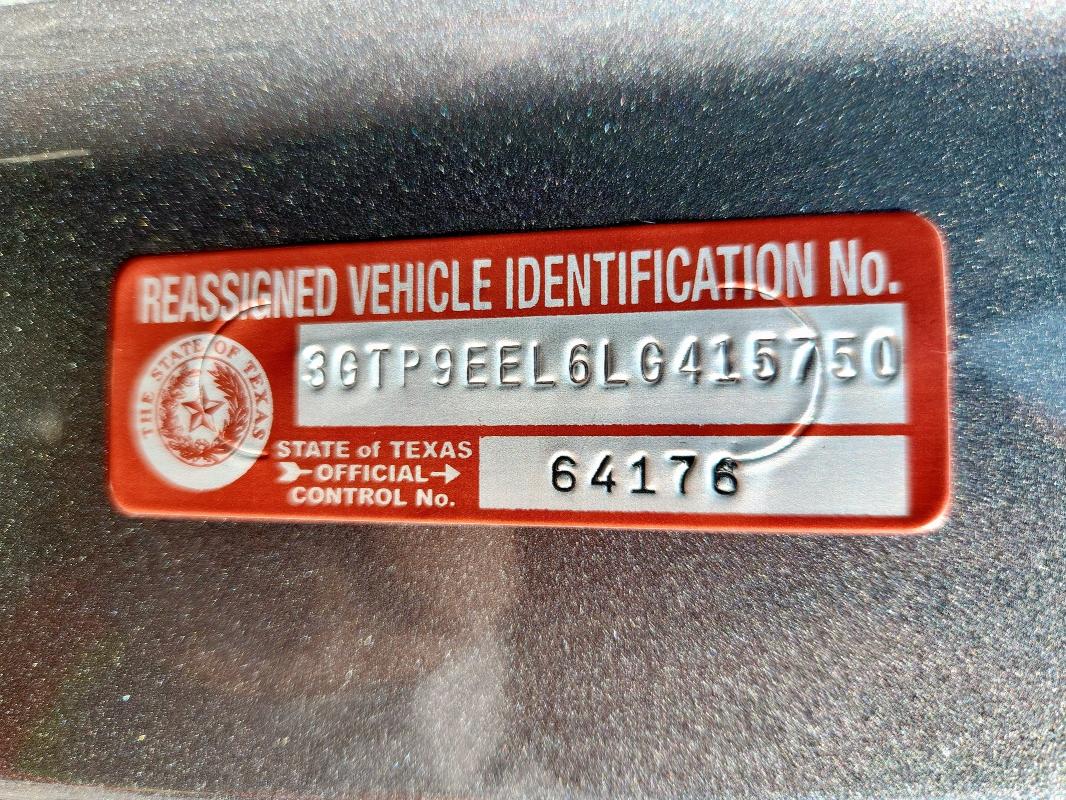 REASSIGNED VEHICLE IDENTIFICATION No.
3GTP9EEL6LG415750
THE STATE OF TEXAS
STATE of TEXAS
OFFICIAL
CONTROL No.
64176